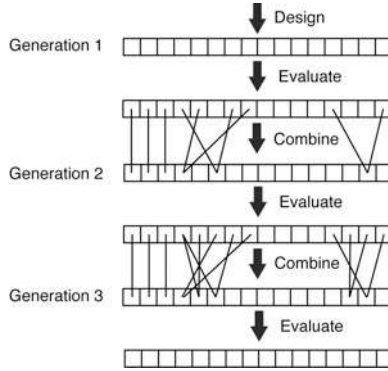 Design
Generation 1
Evaluate
Combine
Generation 2
Evaluate
Combine
Generation 3
Evaluate